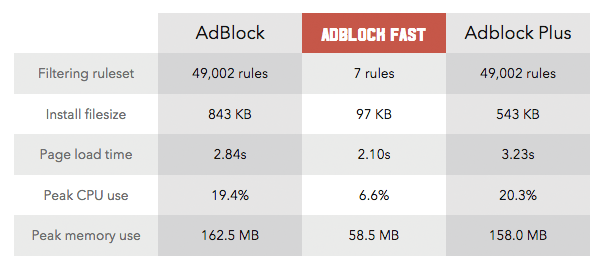 AdBlock ADBLOCK FAST Adblock Plus
Filtering ruleset 49,002 rules 7 rules 49,002 rules
Install filesize 843 KB 97 KB 543 KB
Page load time 2.84s 2.10s 3.23s
Peak CPU use 19.4% 6.6% 20.3%
Peak memory use 162.5 MB 58.5 MB 158.0 MB